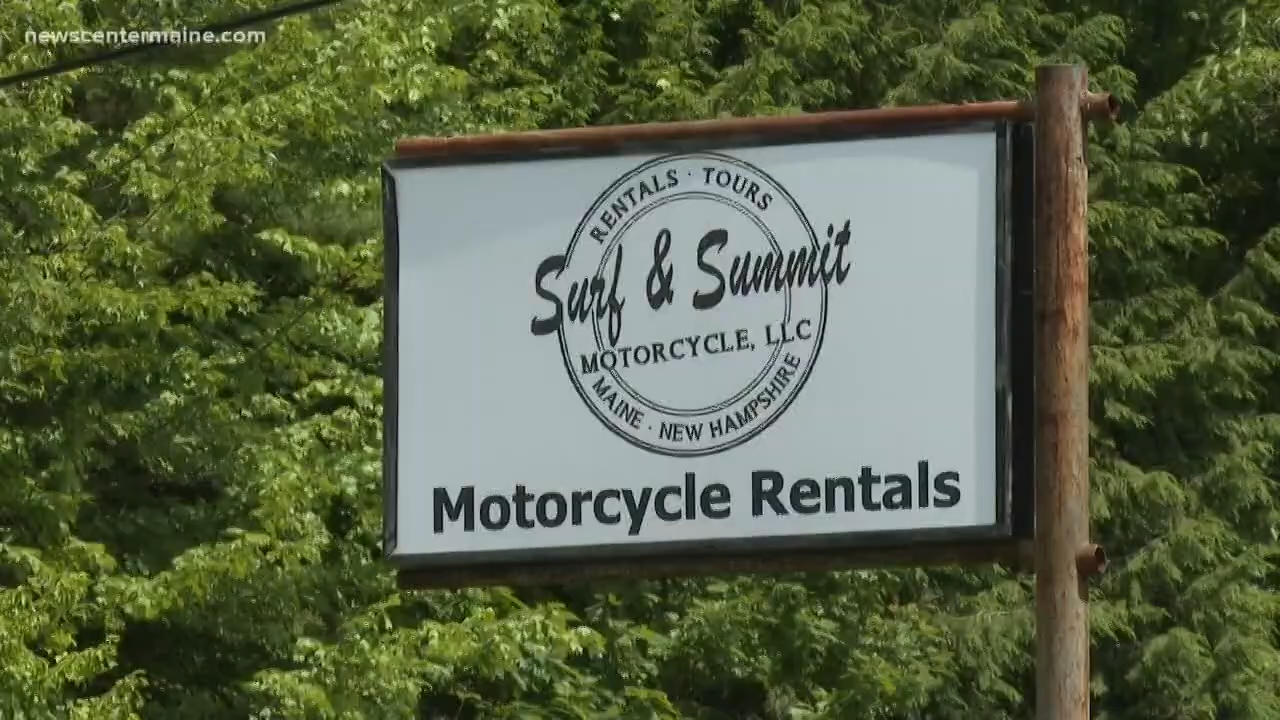 newscentermaine.com
RENTALS · TOURS
Surf & Summit
MOTORCYCLE, LLC
MAINE · NEW HAMPSHIRE
Motorcycle Rentals